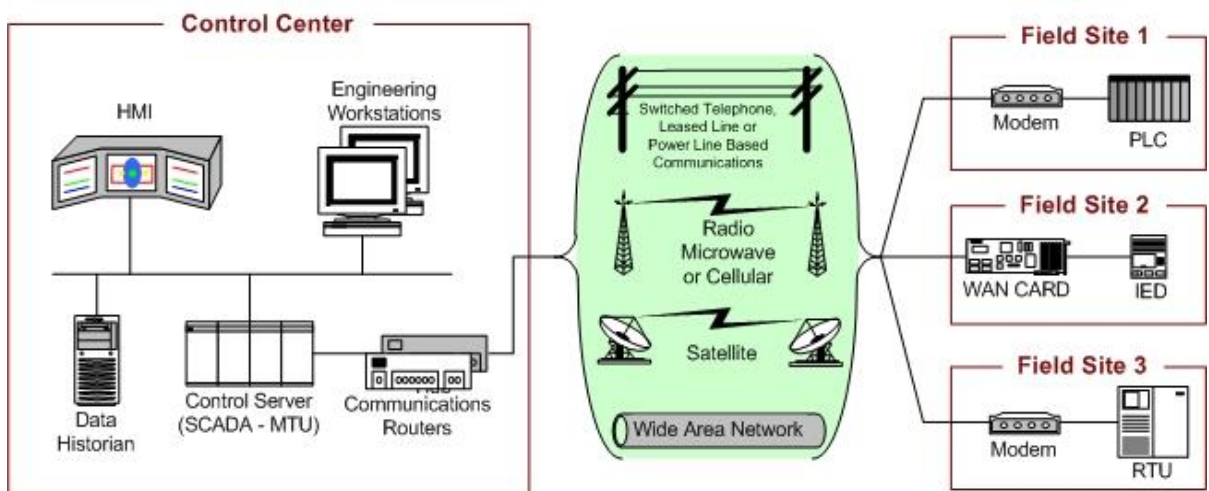 Control Center
HMI
Engineering
Workstations
Data
Historian
Control Server
(SCADA - MTU)
Communications
Routers
Switched Telephone,
Leased Line or
Power Line Based
Communications
Radio
Microwave
or Cellular
Satellite
Wide Area Network
Field Site 1
Modem
PLC
Field Site 2
WAN CARD
IED
Field Site 3
Modem
RTU